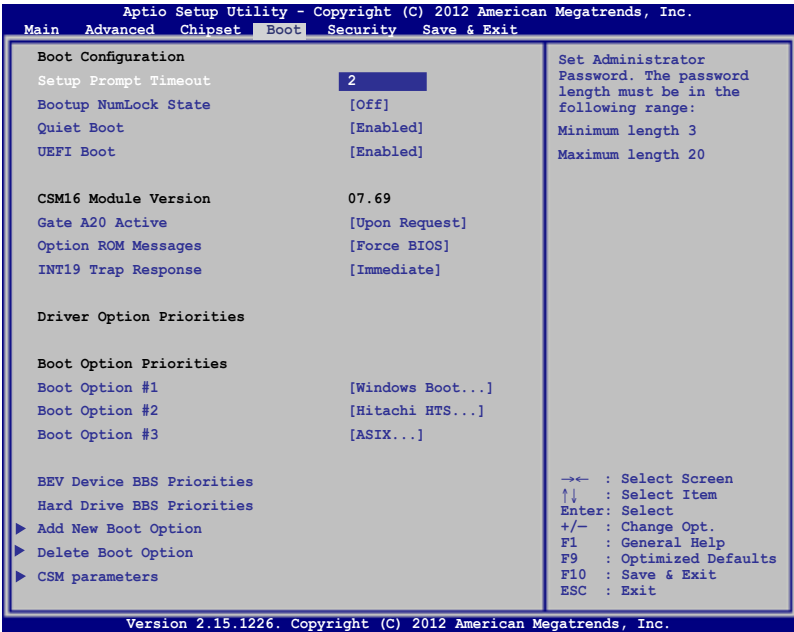 Aptio Setup Utility - Copyright (C) 2012 American Megatrends, Inc.
Main Advanced Chipset Boot Security Save & Exit
Boot Configuration
Setup Prompt Timeout 2
Bootup NumLock State [Off]
Quiet Boot [Enabled]
UEFI Boot [Enabled]
CSM16 Module Version 07.69
Gate A20 Active [Upon Request]
Option ROM Messages [Force BIOS]
INT19 Trap Response [Immediate]
Driver Option Priorities
Boot Option Priorities
Boot Option #1 [Windows Boot...]
Boot Option #2 [Hitachi HTS...]
Boot Option #3 [ASIX...]
BEV Device BBS Priorities
Hard Drive BBS Priorities
Add New Boot Option
Delete Boot Option
CSM parameters
Set Administrator
Password. The password
length must be in the
following range:
Minimum length 3
Maximum length 20
→← : Select Screen
↑↓ : Select Item
Enter: Select
+/— : Change Opt.
F1 : General Help
F9 : Optimized Defaults
F10 : Save & Exit
ESC : Exit
Version 2.15.1226. Copyright (C) 2012 American Megatrends, Inc.